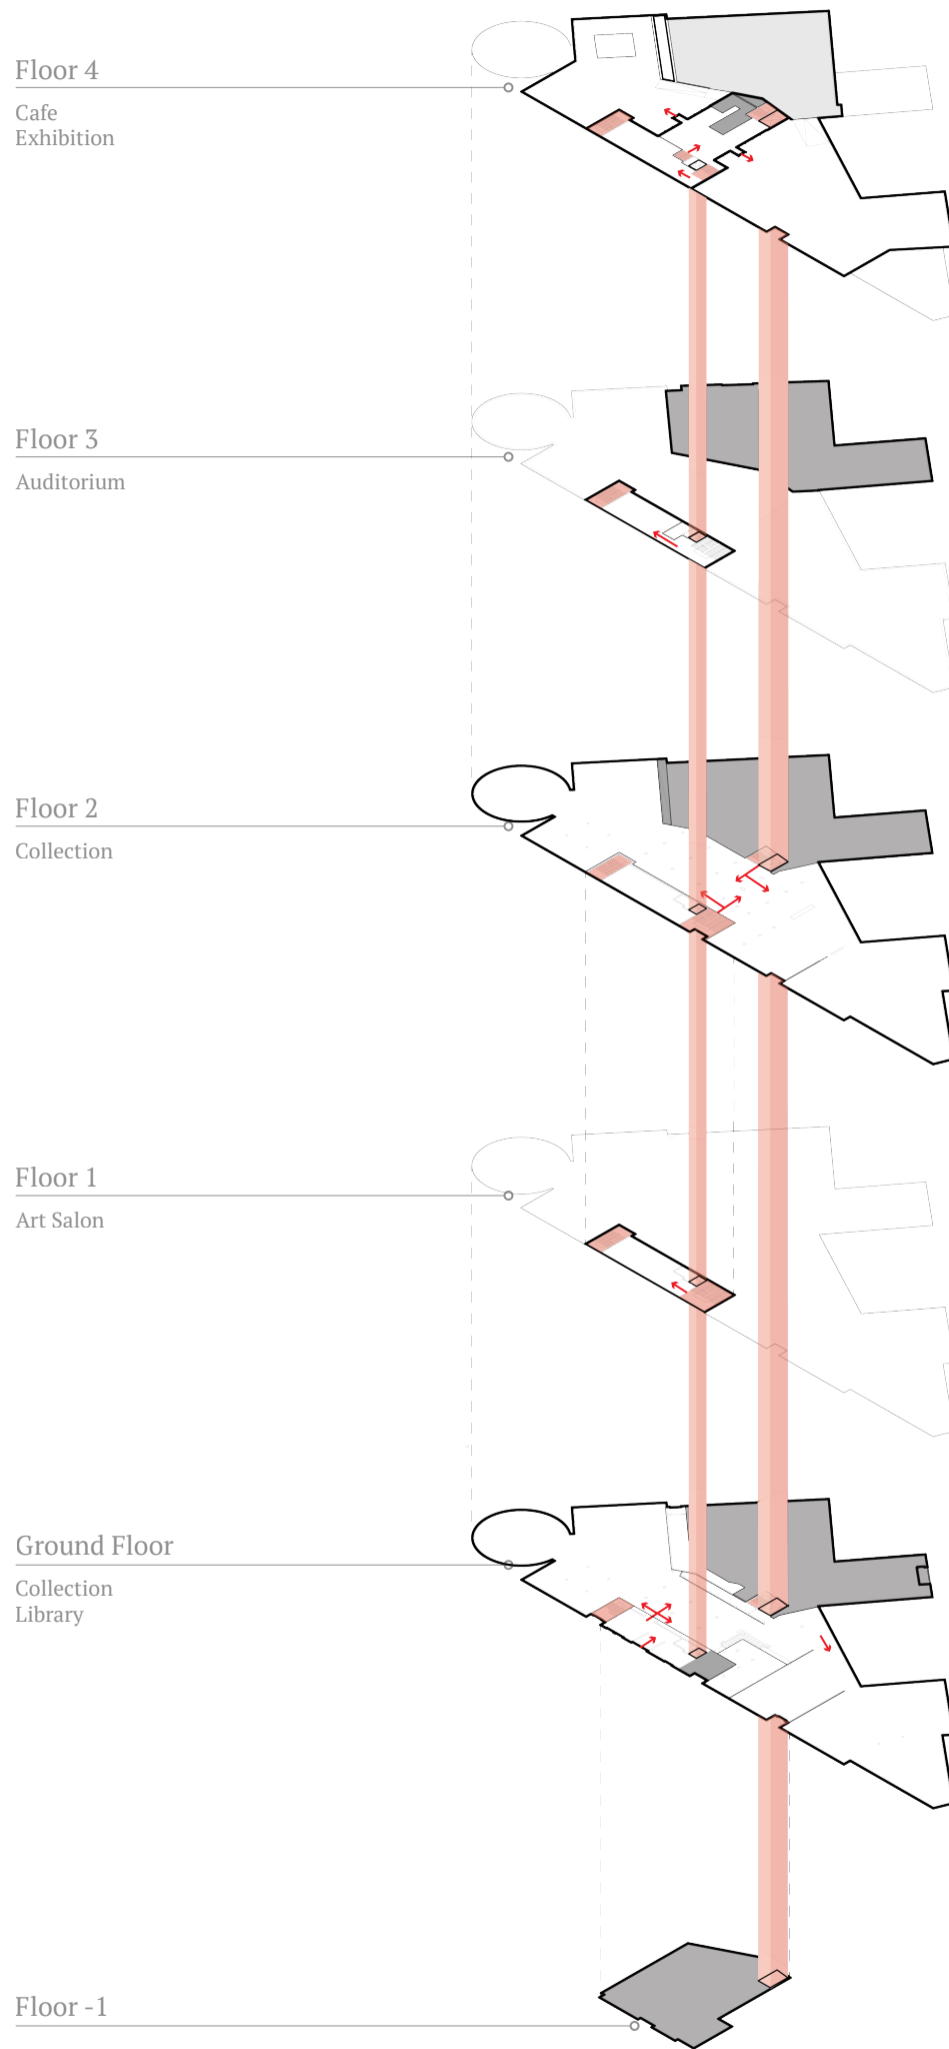 Floor 4
Cafe
Exhibition
Floor 3
Auditorium
Floor 2
Collection
Floor 1
Art Salon
Ground Floor
Collection
Library
Floor -1